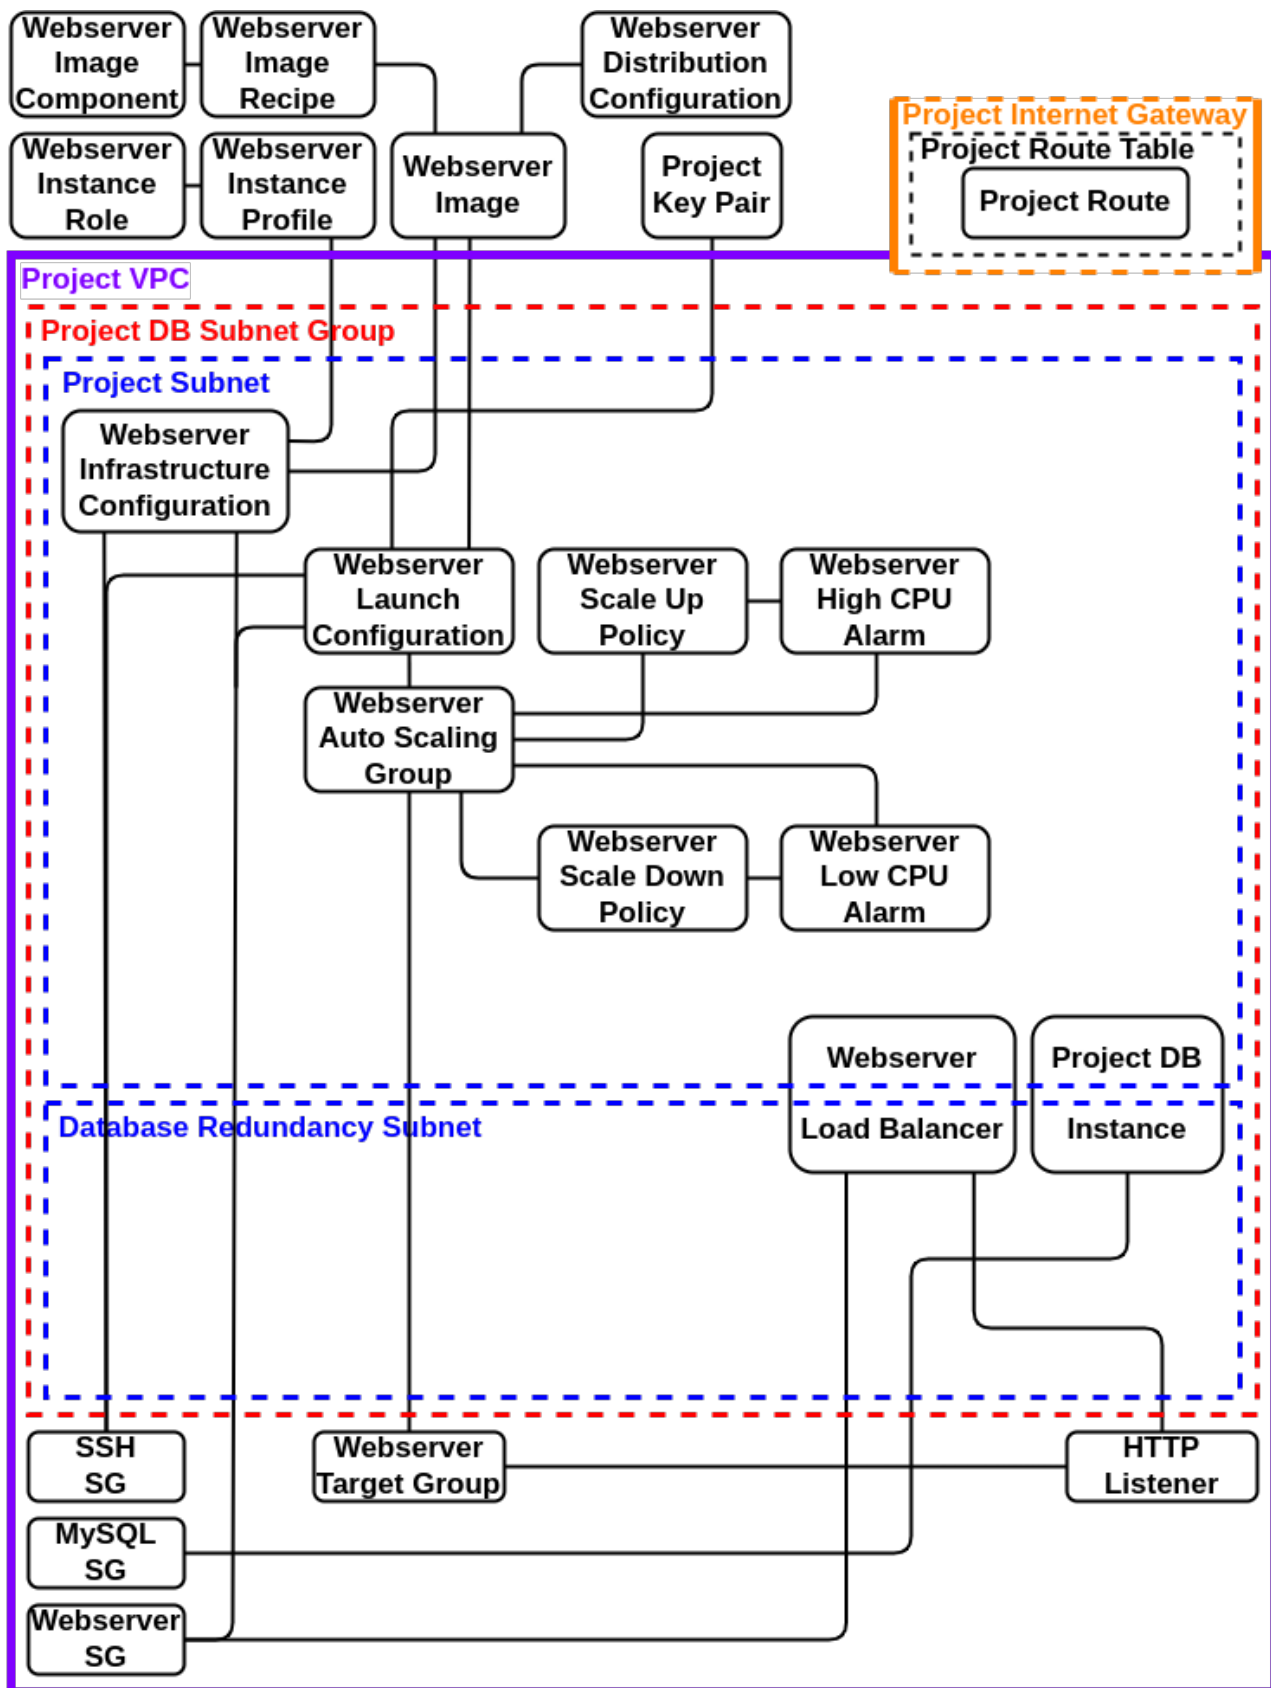 Webserver
Image
Component
Webserver
Image
Recipe
Webserver
Distribution
Configuration
Project Internet Gateway
Project Route Table
Project Route
Webserver
Instance
Role
Webserver
Instance
Profile
Webserver
Image
Project
Key Pair
Project VPC
Project DB Subnet Group
Project Subnet
Webserver
Infrastructure
Configuration
Webserver
Launch
Configuration
Webserver
Scale Up
Policy
Webserver
High CPU
Alarm
Webserver
Auto Scaling
Group
Webserver
Scale Down
Policy
Webserver
Low CPU
Alarm
Webserver
Load Balancer
Project DB
Instance
Database Redundancy Subnet
SSH
SG
Webserver
Target Group
HTTP
Listener
MySQL
SG
Webserver
SG